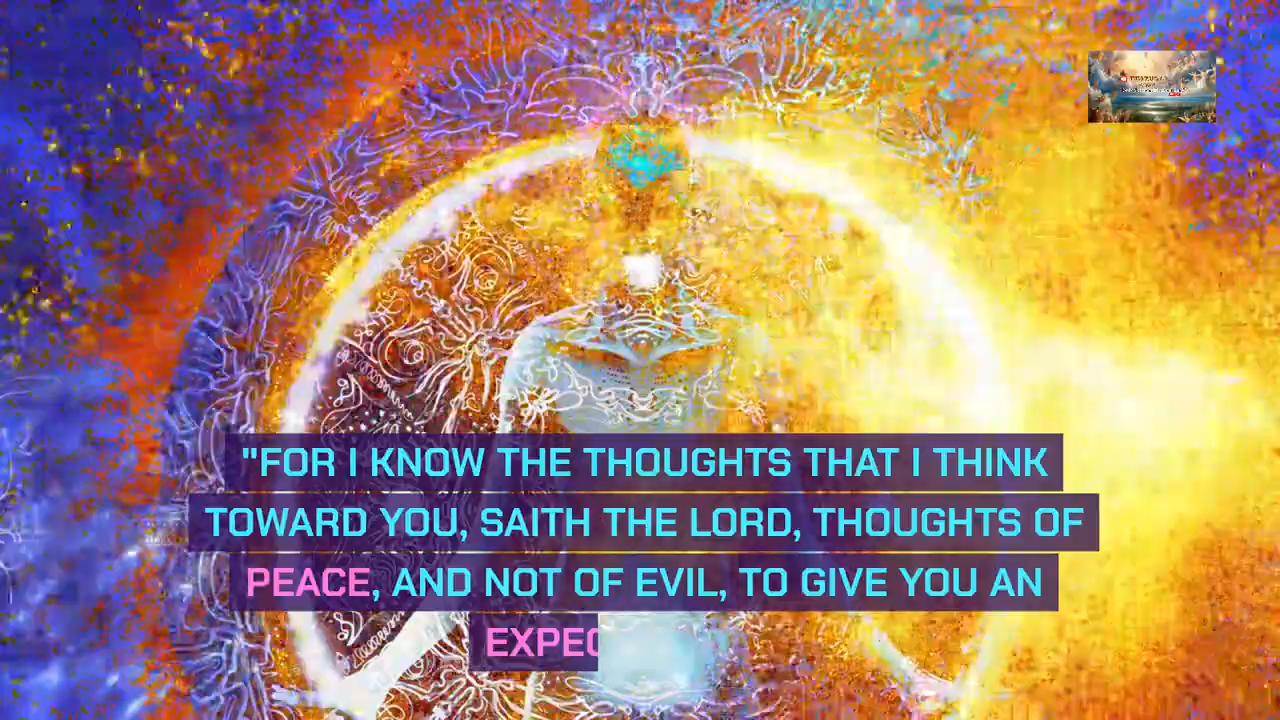 "FOR I KNOW THE THOUGHTS THAT I THINK
TOWARD YOU, SAITH THE LORD, THOUGHTS OF
PEACE, AND NOT OF EVIL, TO GIVE YOU AN